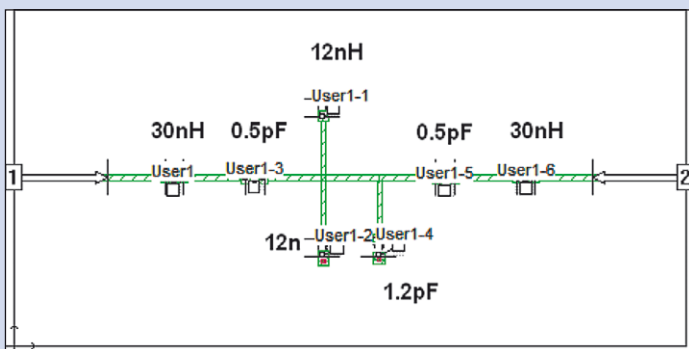 12nH
User1-1
30nH 0.5pF 0.5pF 30nH
User1 User1-3 User1-5 User1-6
1 2
12n User1-2 User1-4
1.2pF